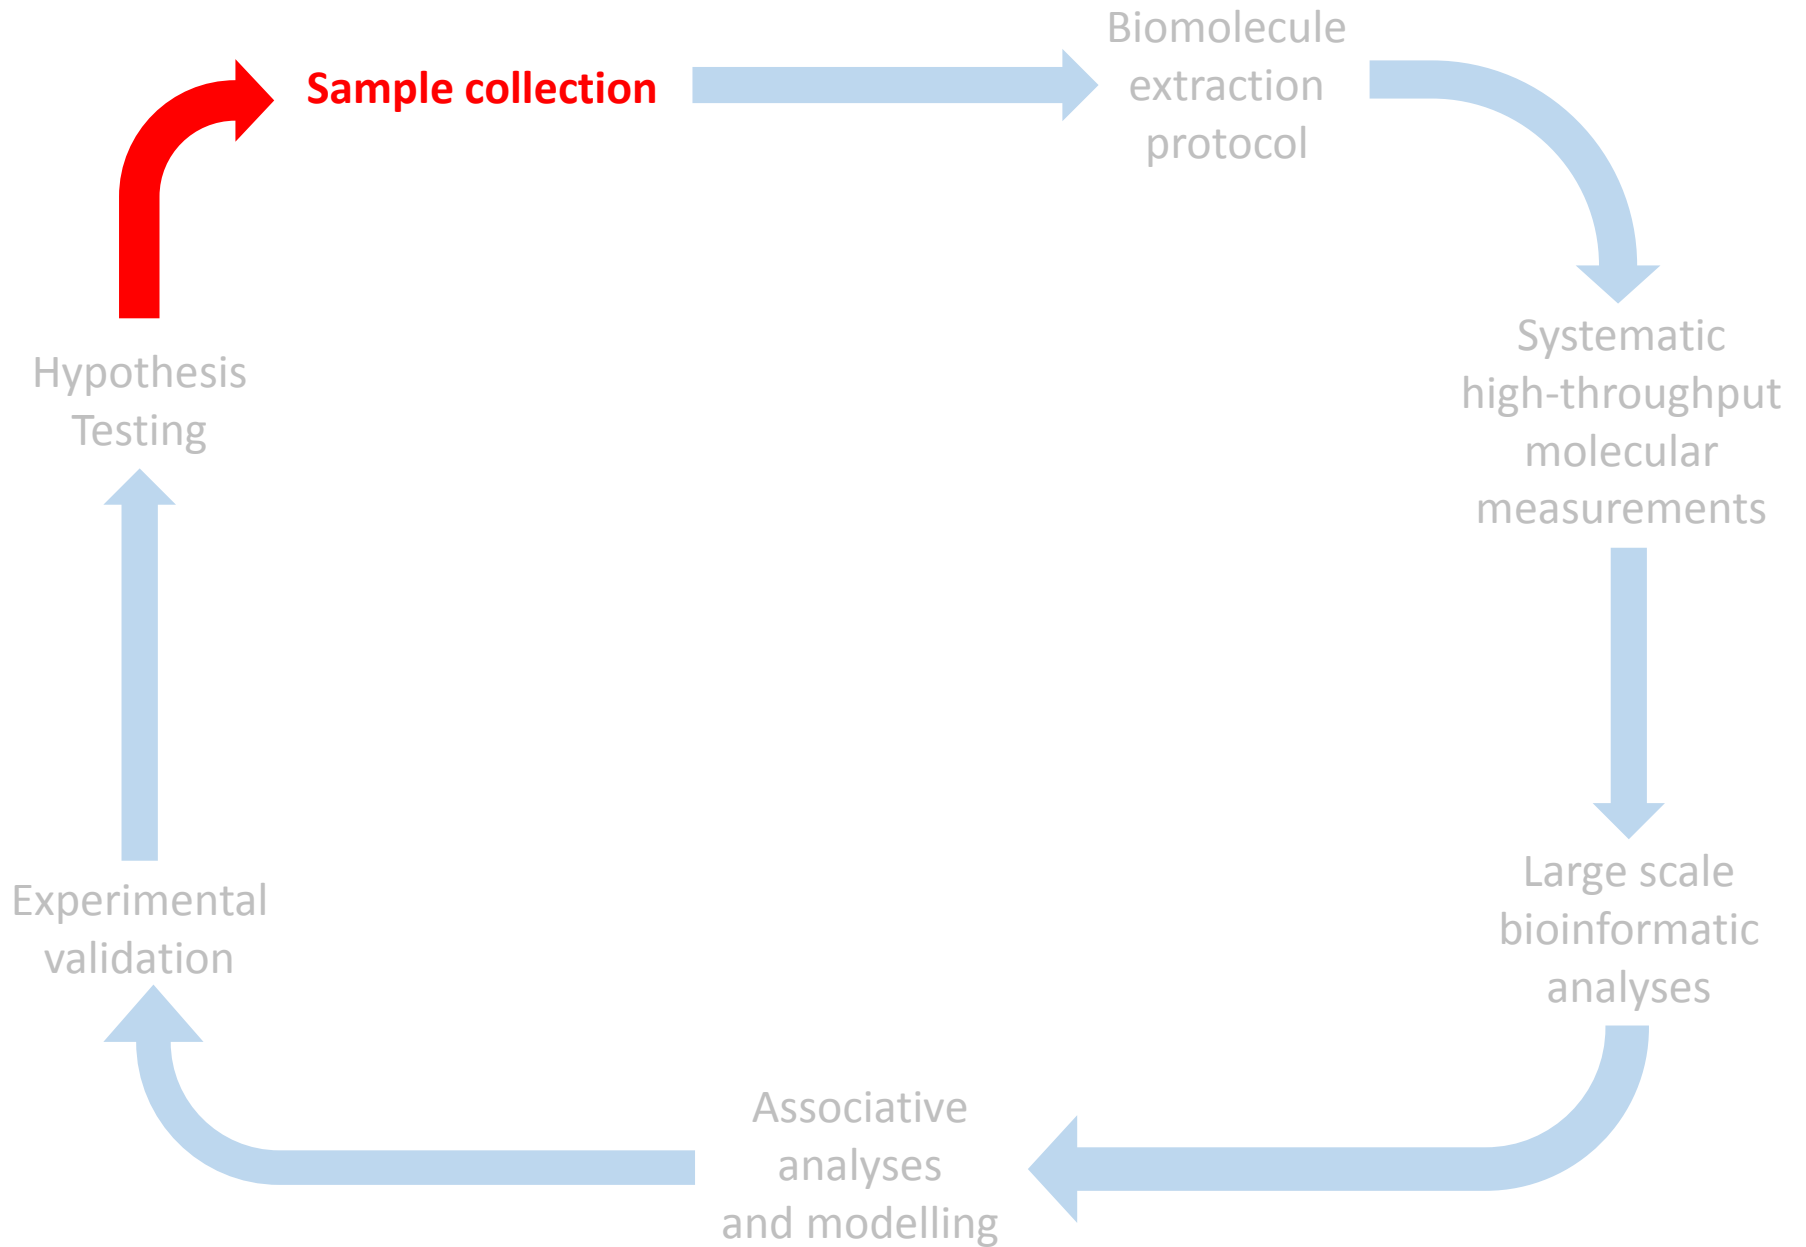 Sample collection
Biomolecule
extraction
protocol
Systematic
high-throughput
molecular
measurements
Large scale
bioinformatic
analyses
Associative
analyses
and modelling
Experimental
validation
Hypothesis
Testing